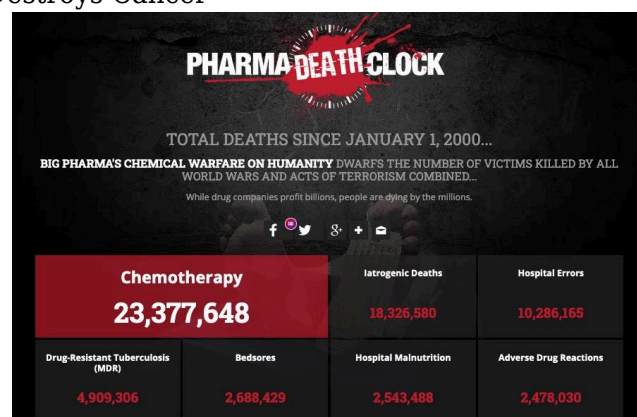 Destroys Cancer
PHARMA DEATH CLOCK
TOTAL DEATHS SINCE JANUARY 1, 2000...
BIG PHARMA'S CHEMICAL WARFARE ON HUMANITY DWARFS THE NUMBER OF VICTIMS KILLED BY ALL
WORLD WARS AND ACTS OF TERRORISM COMBINED...
While drug companies profit billions, people are dying by the millions.
Chemotherapy
23,377,648
Iatrogenic Deaths
18,326,580
Hospital Errors
10,286,165
Drug-Resistant Tuberculosis
(MDR)
4,909,306
Bedsores
2,688,429
Hospital Malnutrition
2,543,488
Adverse Drug Reactions
2,478,030